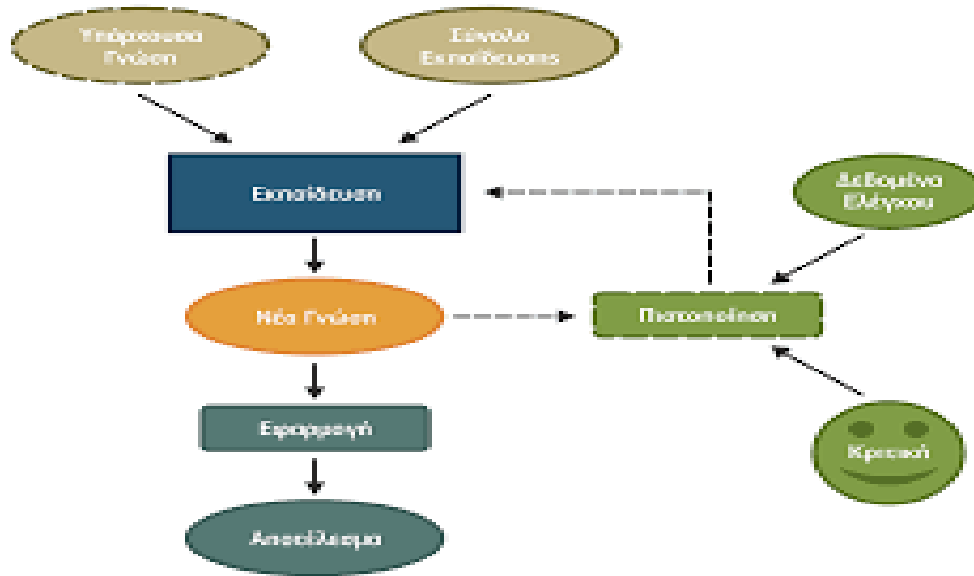 Υπάρχουσα
Γνώση
Σύνολο
Εκπαίδευσης
Εκπαίδευση
Δεδομένα
Ελέγχου
Νέα Γνώση
Πιστοποίηση
Εφαρμογή
Κριτική
Αποτέλεσμα